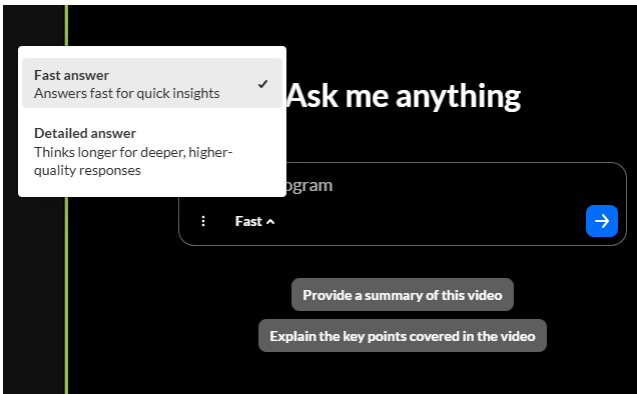 Fast answer
Answers fast for quick insights
Detailed answer
Thinks longer for deeper, higher-
quality responses
Ask me anything
ogram
Fast
Provide a summary of this video
Explain the key points covered in the video